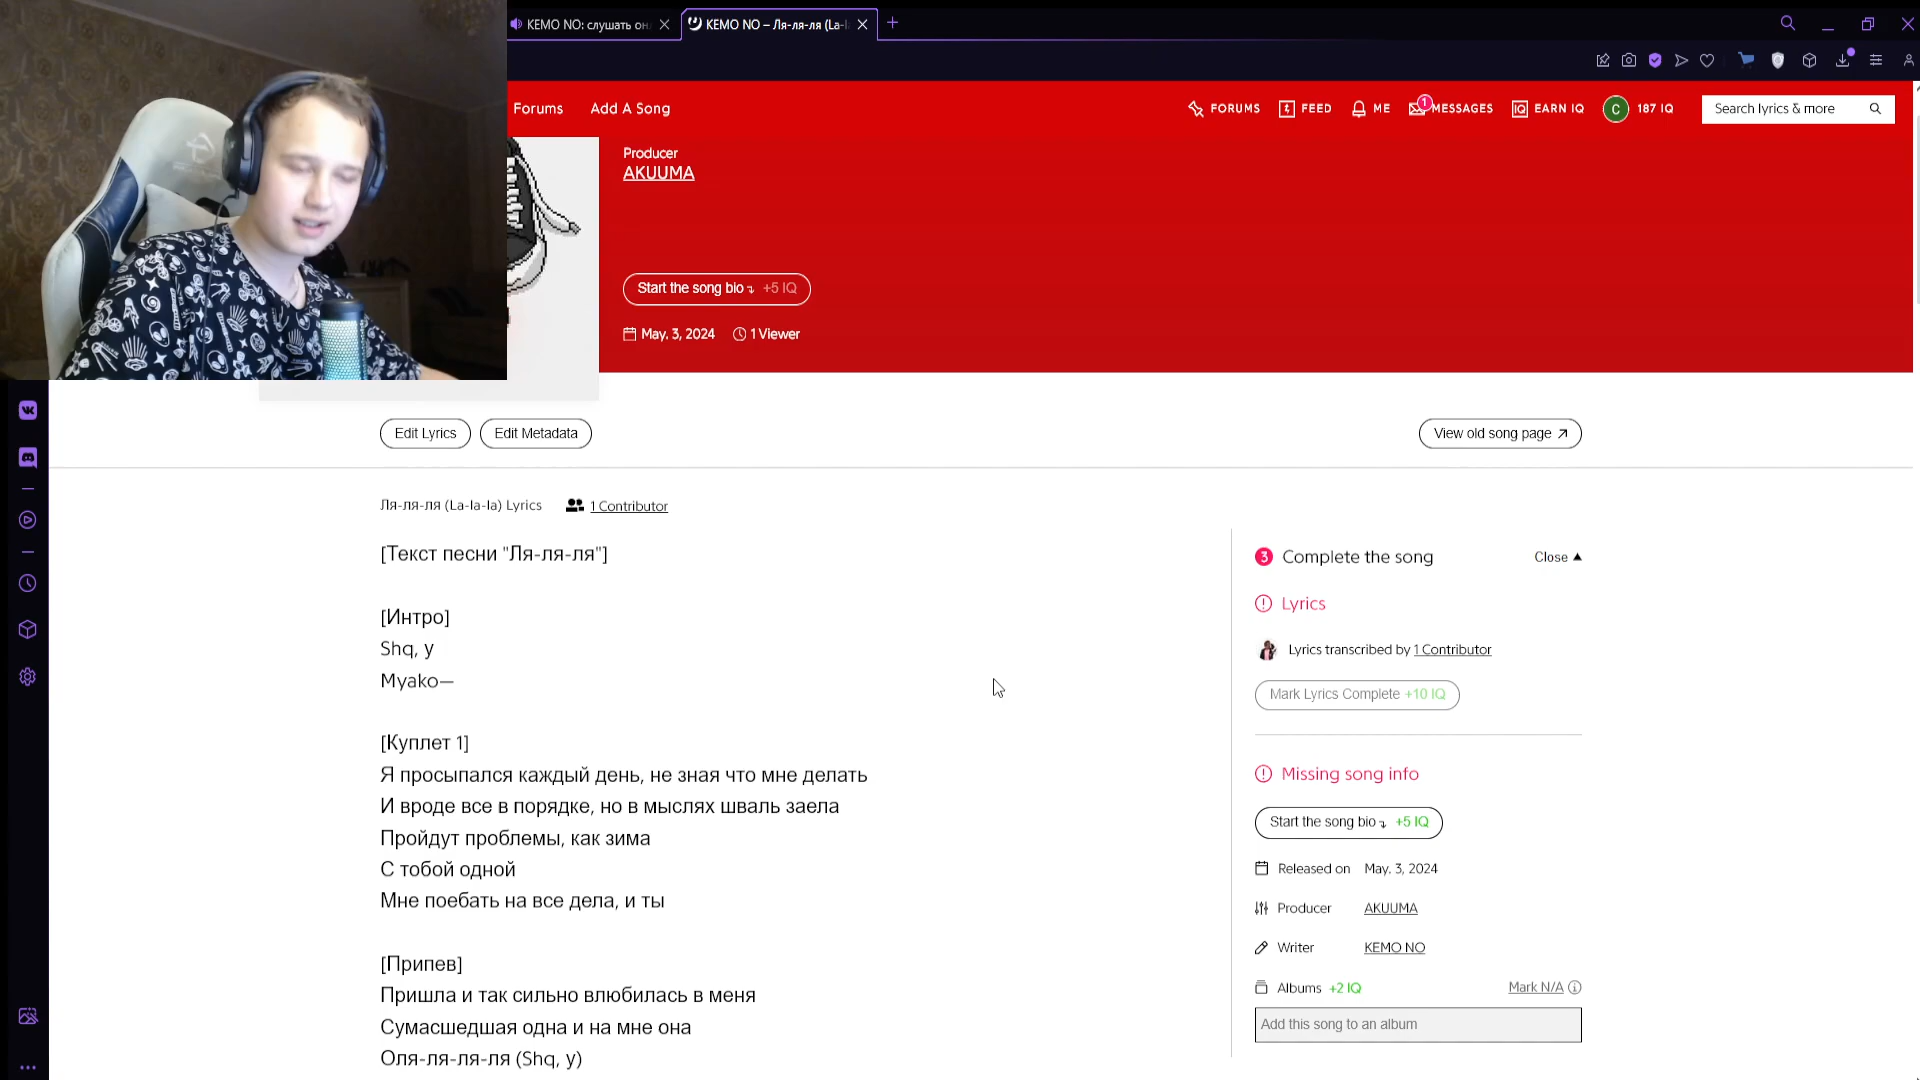 KEMO NO: слушать он
KEMO NO – Ля-ля-ля (La-l
Forums
Add A Song
FORUMS
FEED
ME
1
MESSAGES
IQ
EARN IQ
C
187 IQ
Search lyrics & more
Producer
AKUUMA
Start the song bio +5 IQ
May. 3, 2024
1 Viewer
Edit Lyrics
Edit Metadata
View old song page
Ля-ля-ля (La-la-la) Lyrics
1 Contributor
[Текст песни "Ля-ля-ля"]
[Интро]
Shq, у
Myako—
[Куплет 1]
Я просыпался каждый день, не зная что мне делать
И вроде все в порядке, но в мыслях шваль заела
Пройдут проблемы, как зима
С тобой одной
Мне поебать на все дела, и ты
[Припев]
Пришла и так сильно влюбилась в меня
Сумасшедшая одна и на мне она
Оля-ля-ля-ля (Shq, у)
3 Complete the song
Close
Lyrics
Lyrics transcribed by 1 Contributor
Mark Lyrics Complete +10 IQ
Missing song info
Start the song bio +5 IQ
Released on May. 3, 2024
Producer AKUUMA
Writer KEMO NO
Albums +2 IQ
Mark N/A
Add this song to an album